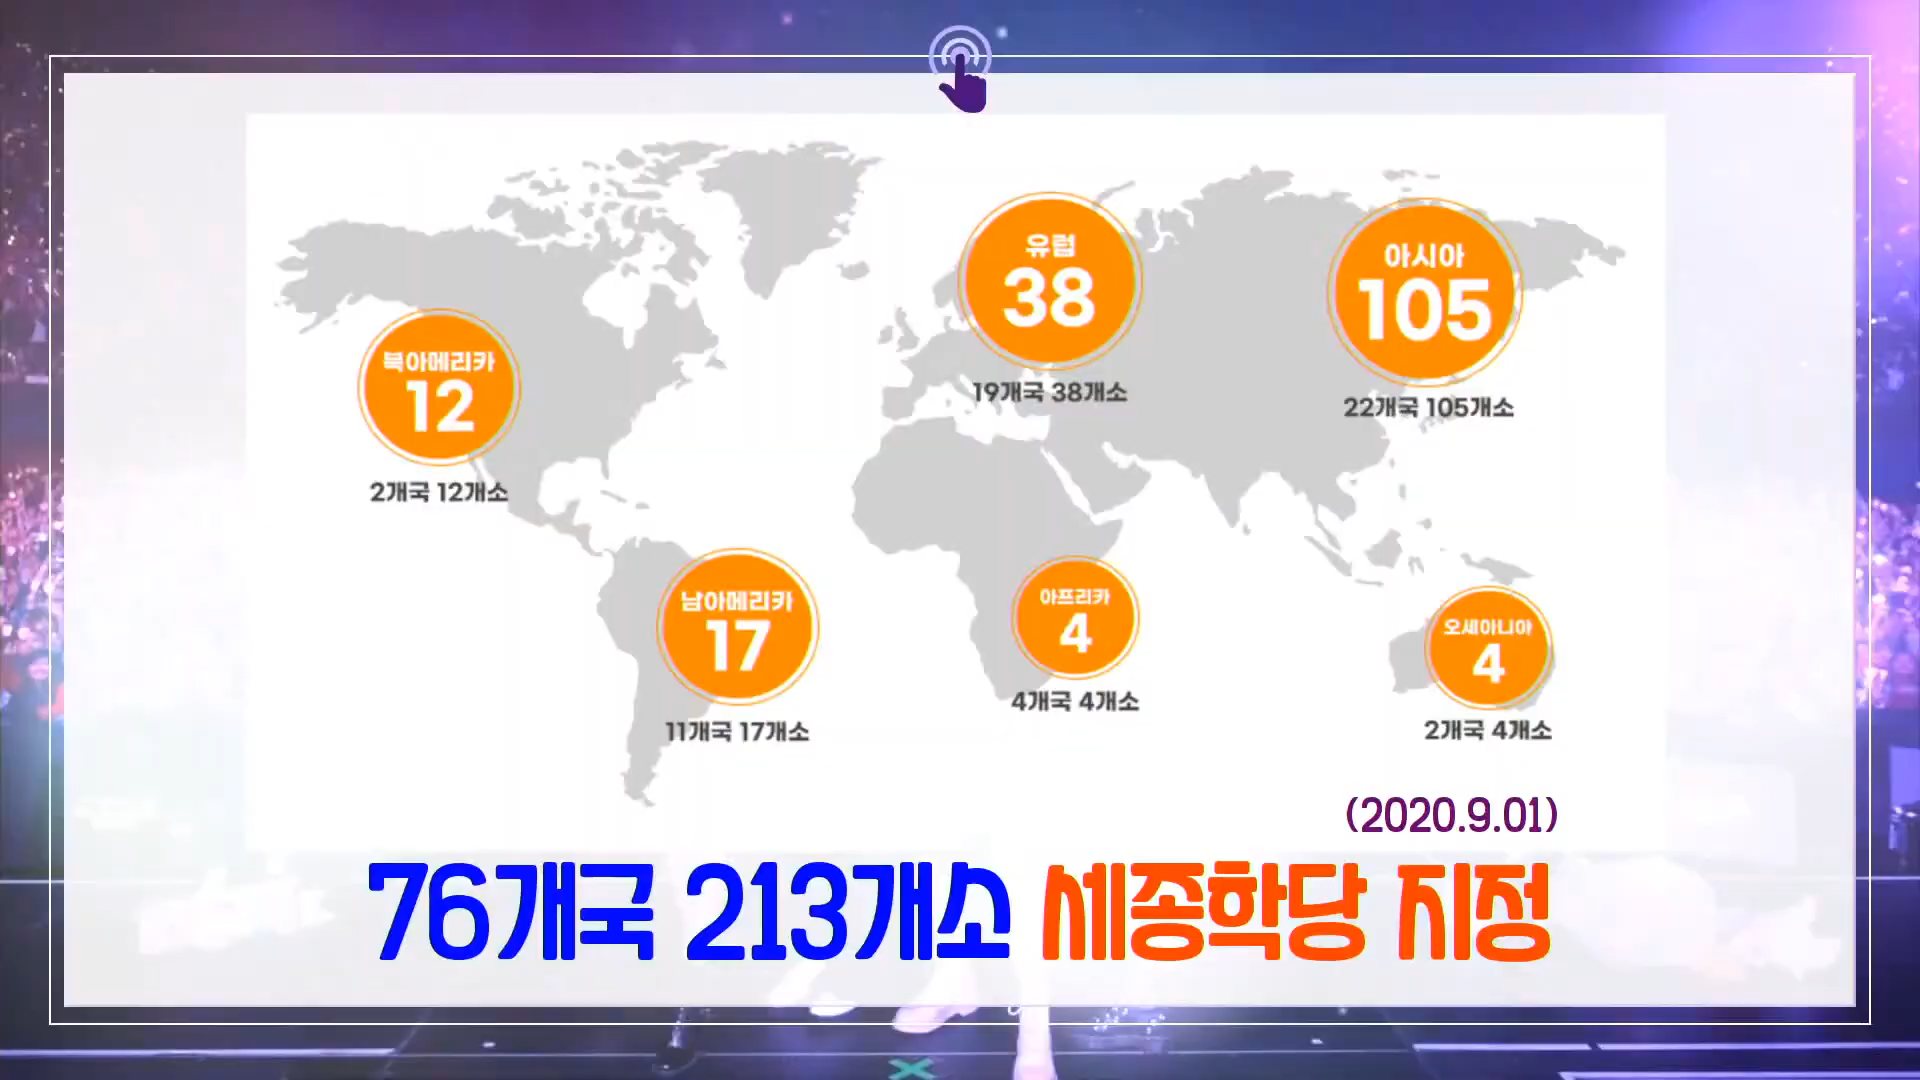 유럽
38
19개국 38개소
아시아
105
22개국 105개소
북아메리카
12
2개국 12개소
남아메리카
17
11개국 17개소
아프리카
4
4개국 4개소
오세아니아
4
2개국 4개소
(2020.9.01)
76개국 213개소 세종학당 지정